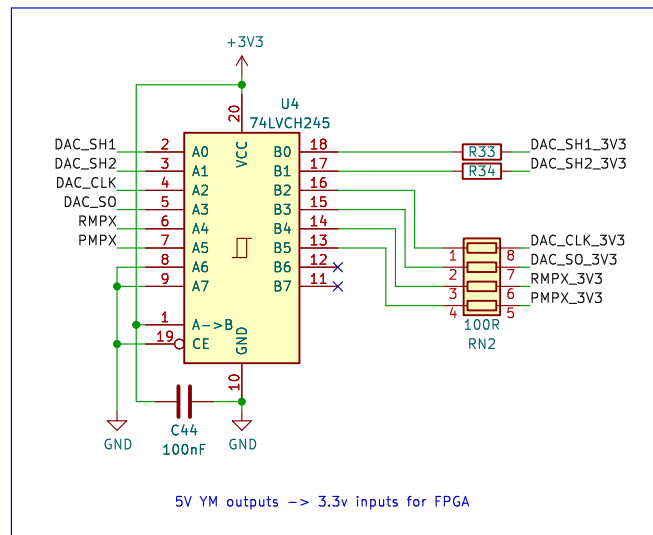 +3V3
U4
74LVCH245
20
VCC
DAC_SH1 2 A0 B0 18 R33 DAC_SH1_3V3
DAC_SH2 3 A1 B1 17 R34 DAC_SH2_3V3
DAC_CLK 4 A2 B2 16
DAC_SO 5 A3 B3 15
RMPX 6 A4 B4 14
PMPX 7 A5 B5 13
8 A6 B6 12
9 A7 B7 11
1 8 DAC_CLK_3V3
2 7 DAC_SO_3V3
3 6 RMPX_3V3
4 5 PMPX_3V3
100R
RN2
1 A->B
19 CE
GND
10
C44
100nF
GND
GND
5V YM outputs -> 3.3v inputs for FPGA